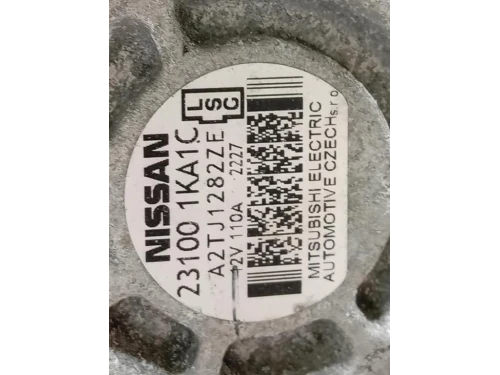 NISSAN
23100 1KA1C
L
S G
A2TJ1282ZE
12V 110A 2227
MITSUBISHI ELECTRIC
AUTOMOTIVE CZECH s.r.o.